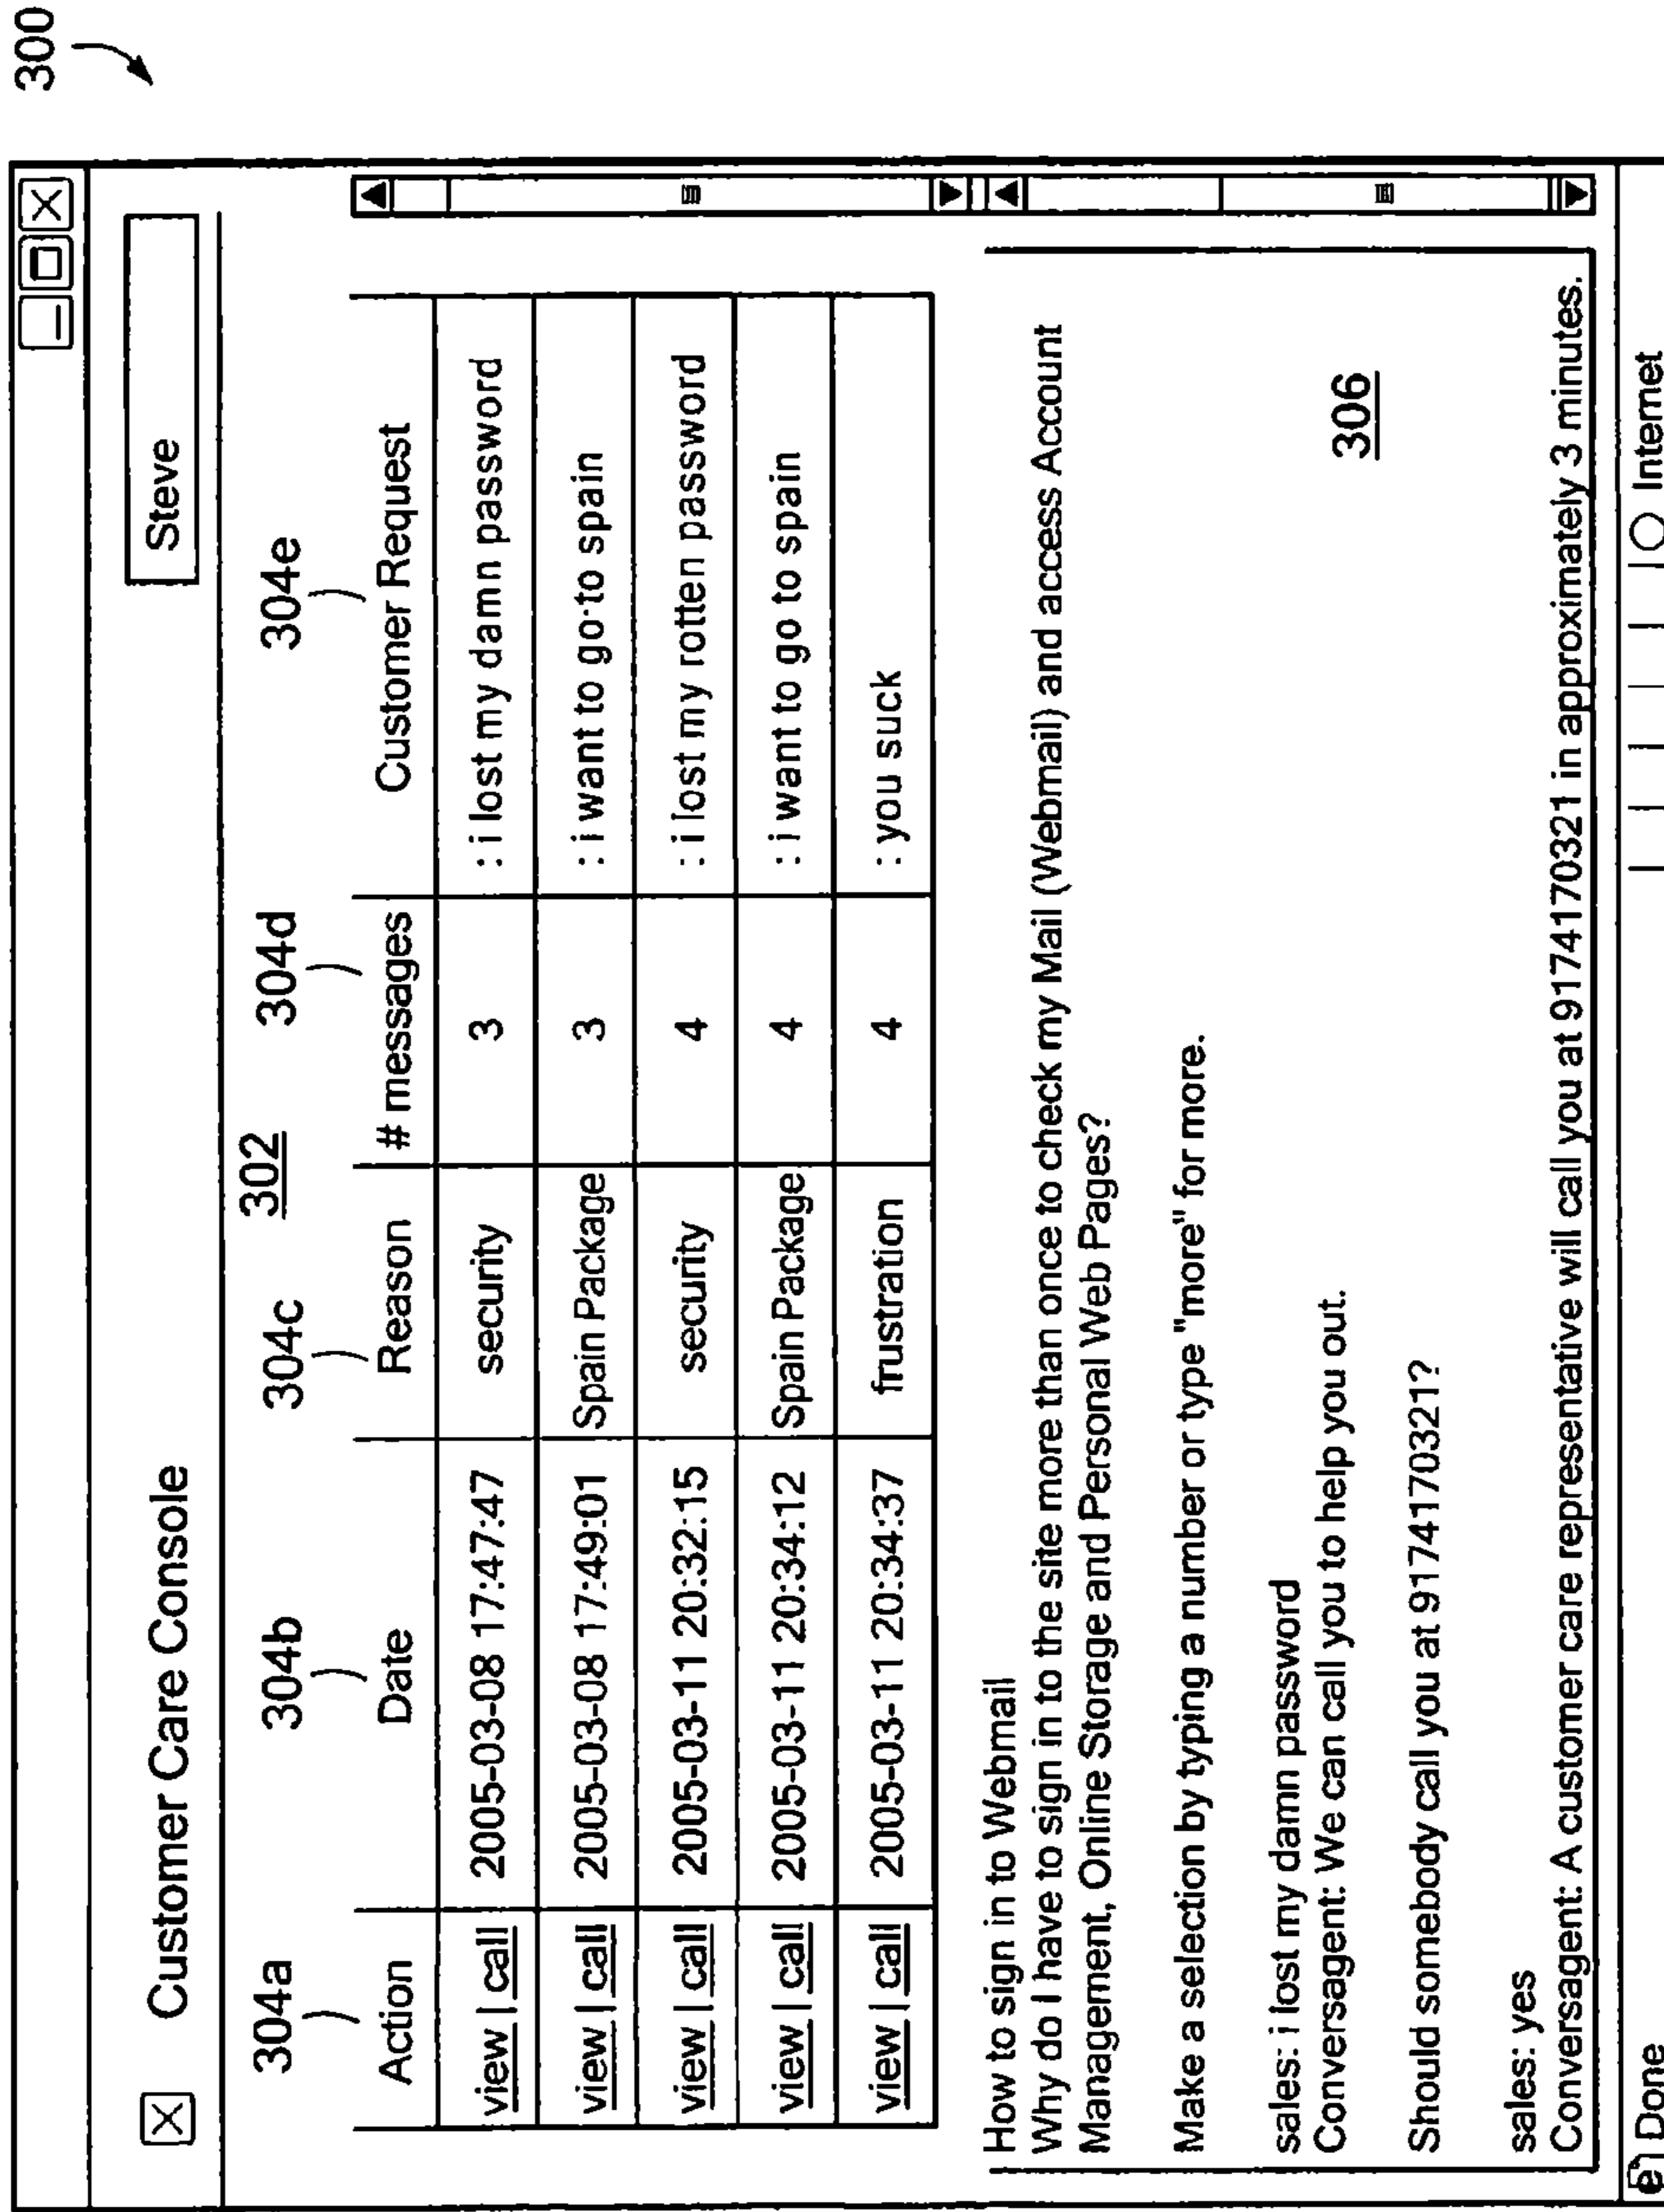 300
Customer Care Console
Steve
302
304a 304b 304c 304d 304e
Action Date Reason # messages Customer Request
view | call 2005-03-08 17:47:47 security 3 : i lost my damn password
view | call 2005-03-08 17:49:01 Spain Package 3 : i want to go to spain
view | call 2005-03-11 20:32:15 security 4 : i lost my rotten password
view | call 2005-03-11 20:34:12 Spain Package 4 : i want to go to spain
view | call 2005-03-11 20:34:37 frustration 4 : you suck
How to sign in to Webmail
Why do I have to sign in to the site more than once to check my Mail (Webmail) and access Account
Management, Online Storage and Personal Web Pages?
Make a selection by typing a number or type "more" for more.
sales: i lost my damn password
Conversagent: We can call you to help you out.
306
Should somebody call you at 9174170321?
sales: yes
Conversagent: A customer care representative will call you at 9174170321 in approximately 3 minutes.
Done Internet